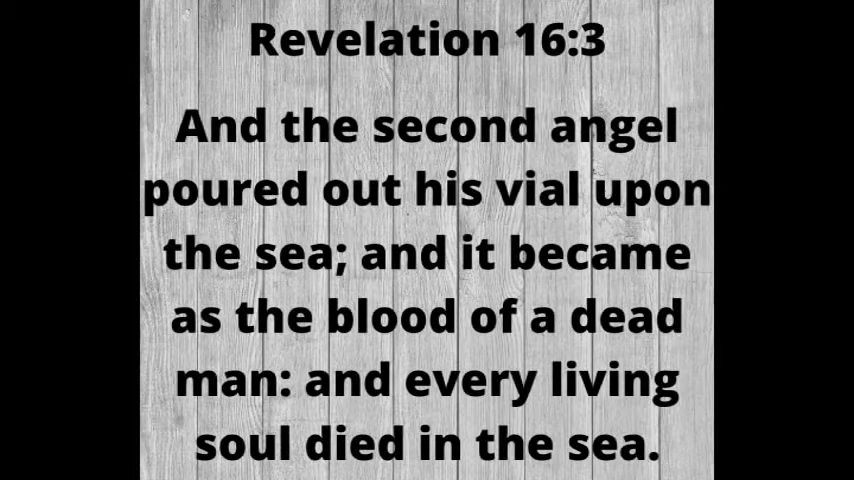 Revelation 16:3
And the second angel
poured out his vial upon
the sea; and it became
as the blood of a dead
man: and every living
soul died in the sea.